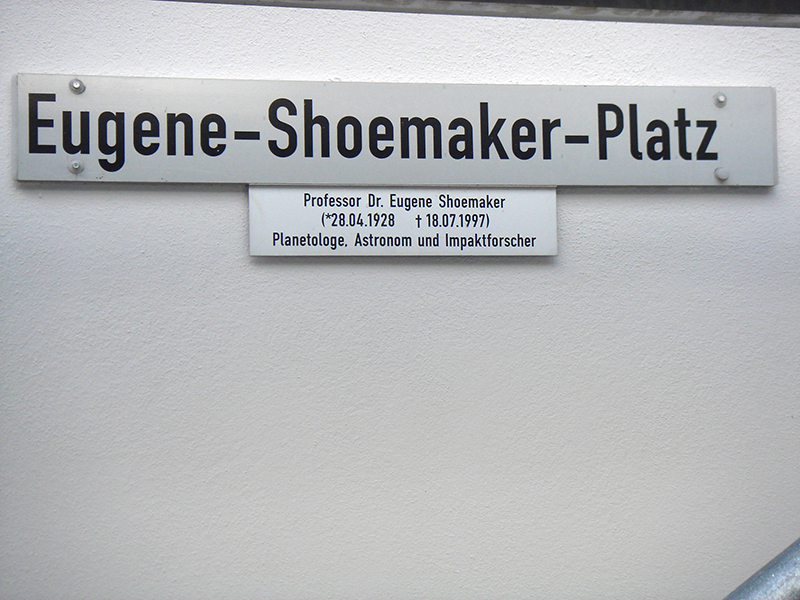 Eugene-Shoemaker-Platz
Professor Dr. Eugene Shoemaker
(*28.04.1928 †18.07.1997)
Planetologe, Astronom und Impaktforscher